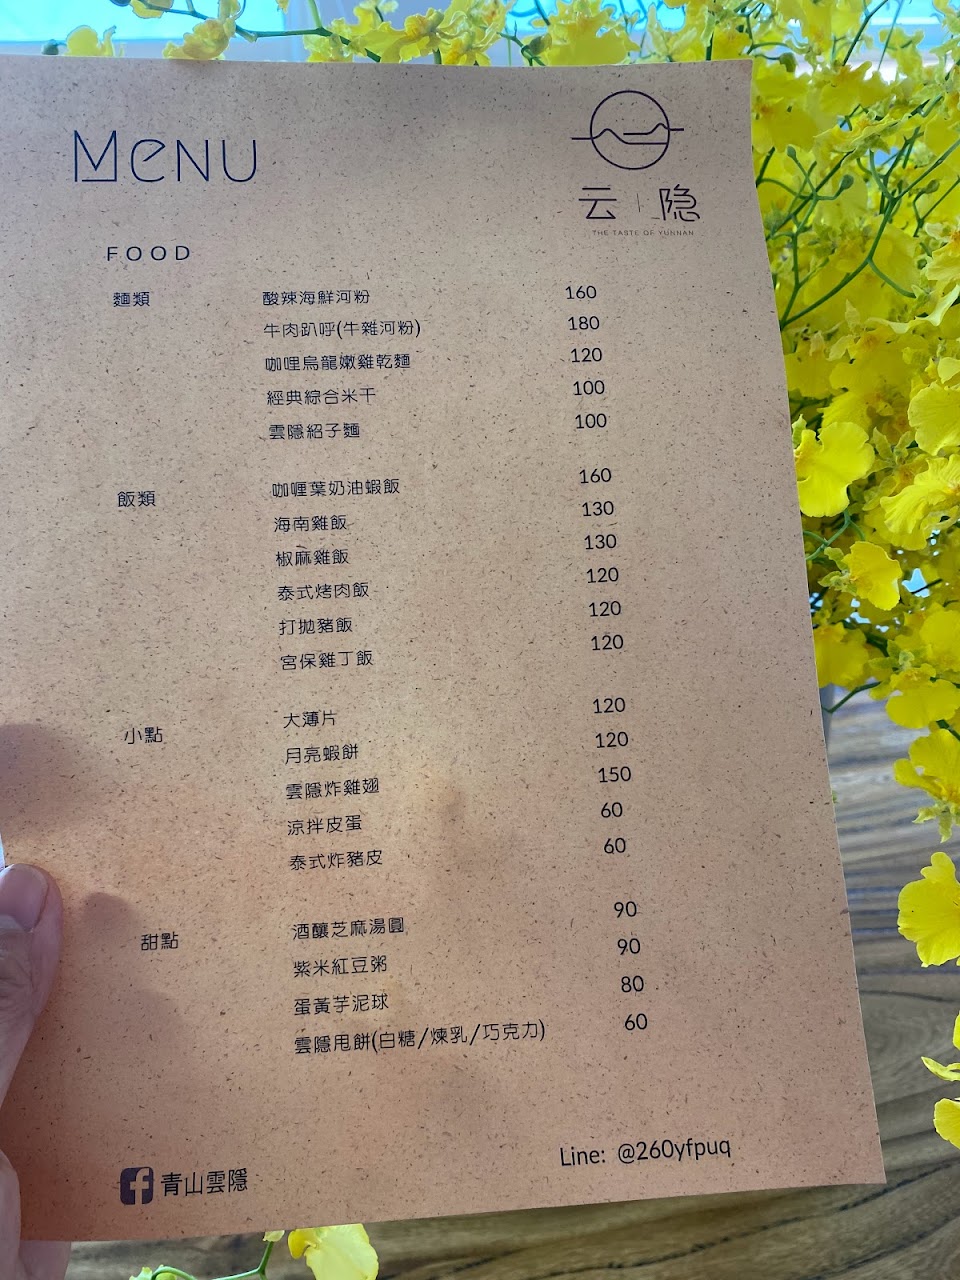 MENU
云隐
THE TASTE OF YUNNAN
FOOD
麵類 酸辣海鮮河粉 160
牛肉趴呼(牛雜河粉) 180
咖哩烏龍嫩雞乾麵 120
經典綜合米干 100
雲隱紹子麵 100
飯類 咖喱葉奶油蝦飯 160
海南雞飯 130
椒麻雞飯 130
泰式烤肉飯 120
打拋豬飯 120
宮保雞丁飯 120
小點 大薄片 120
月亮蝦餅 120
雲隱炸雞翅 150
涼拌皮蛋 60
泰式炸豬皮 60
甜點 酒釀芝麻湯圓 90
紫米紅豆粥 90
蛋黃芋泥球 80
雲隱甩餅(白糖/煉乳/巧克力) 60
Line: @260yfpuq
青山雲隱